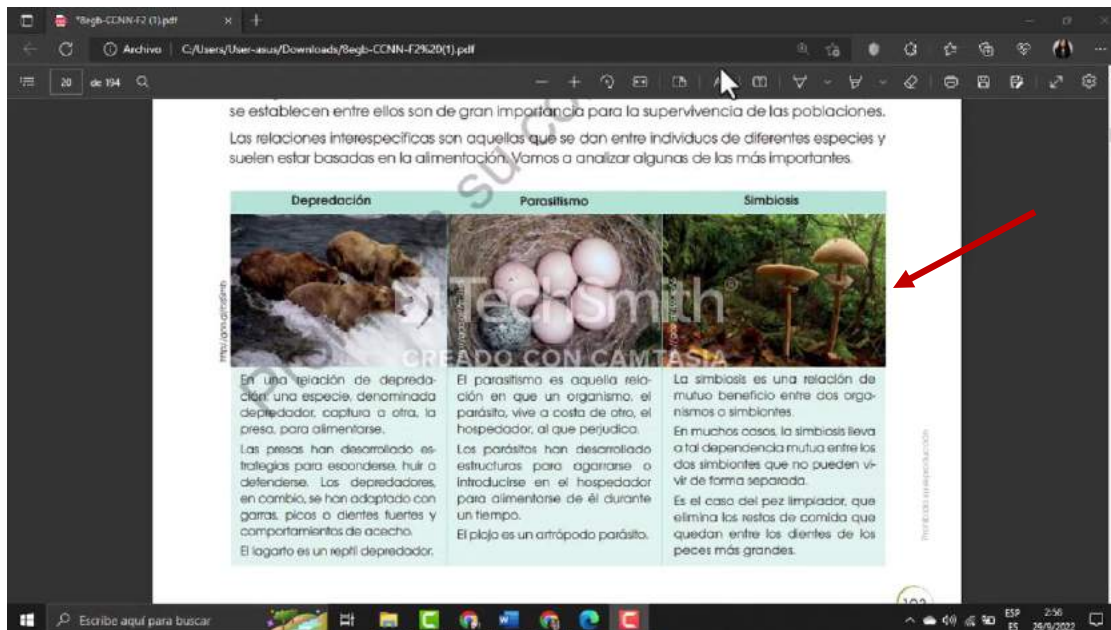 *8egb-CCNN-F2 (1).pdf
Archivo
C:/Users/User-asus/Downloads/8egb-CCNN-F2%20(1).pdf
20 de 194
se establecen entre ellos son de gran importancia para la supervivencia de las poblaciones.
Las relaciones interespecíficas son aquellas que se dan entre individuos de diferentes especies y
suelen estar basadas en la alimentación. Vamos a analizar algunas de las más importantes.
Depredación
Parasitismo
Simbiosis
TechSmith®
CREADO CON CAMTASIA
En una relación de depreda-
ción, una especie, denominada
depredador, captura a otra, la
presa, para alimentarse.
Las presas han desarrollado es-
trategias para esconderse, huir o
defenderse. Los depredadores,
en cambio, se han adaptado con
garras, picos o dientes fuertes y
comportamientos de acecho.
El lagarto es un reptil depredador.
El parasitismo es aquella rela-
ción en que un organismo, el
parásito, vive a costa de otro, el
hospedador, al que perjudica.
Los parásitos han desarrollado
estructuras para agarrarse o
introducirse en el hospedador
para alimentarse de él durante
un tiempo.
El piojo es un artrópodo parásito.
La simbiosis es una relación de
mutuo beneficio entre dos orga-
nismos o simbiontes.
En muchos casos, la simbiosis lleva
a tal dependencia mutua entre los
dos simbiontes que no pueden vi-
vir de forma separada.
Es el caso del pez limpiador, que
elimina los restos de comida que
quedan entre los dientes de los
peces más grandes.
Prohibida su reproducción
Escribe aquí para buscar
ESP
ES
2:56
29/9/2022